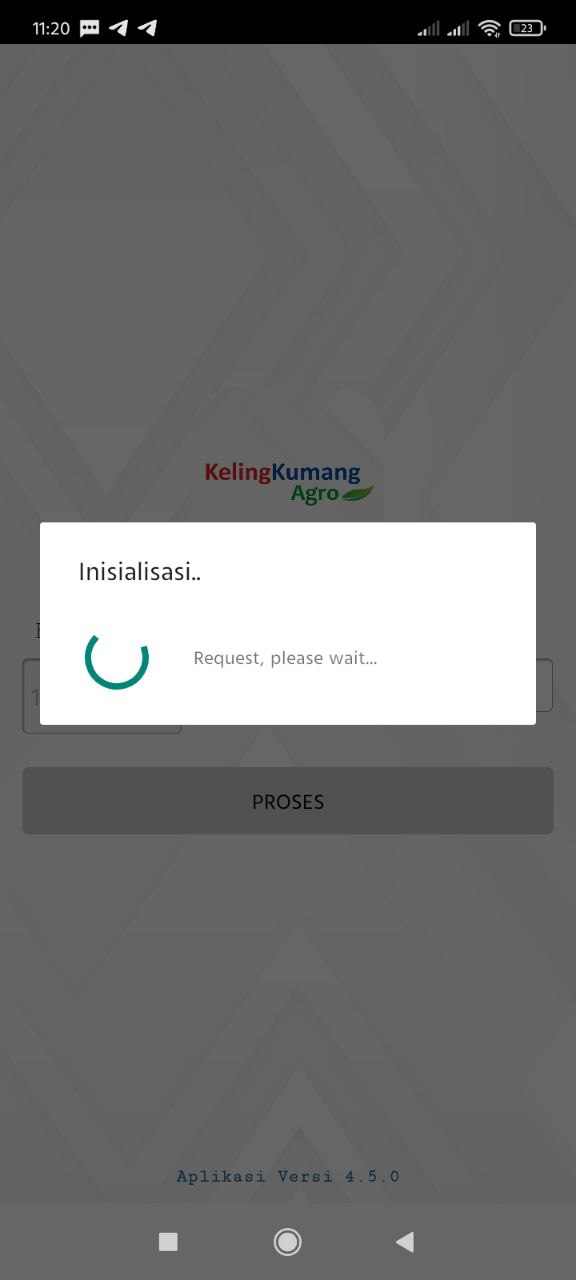 11:20
23
KelingKumang
Agro
Inisialisasi..
Request, please wait...
PROSES
Aplikasi Versi 4.5.0